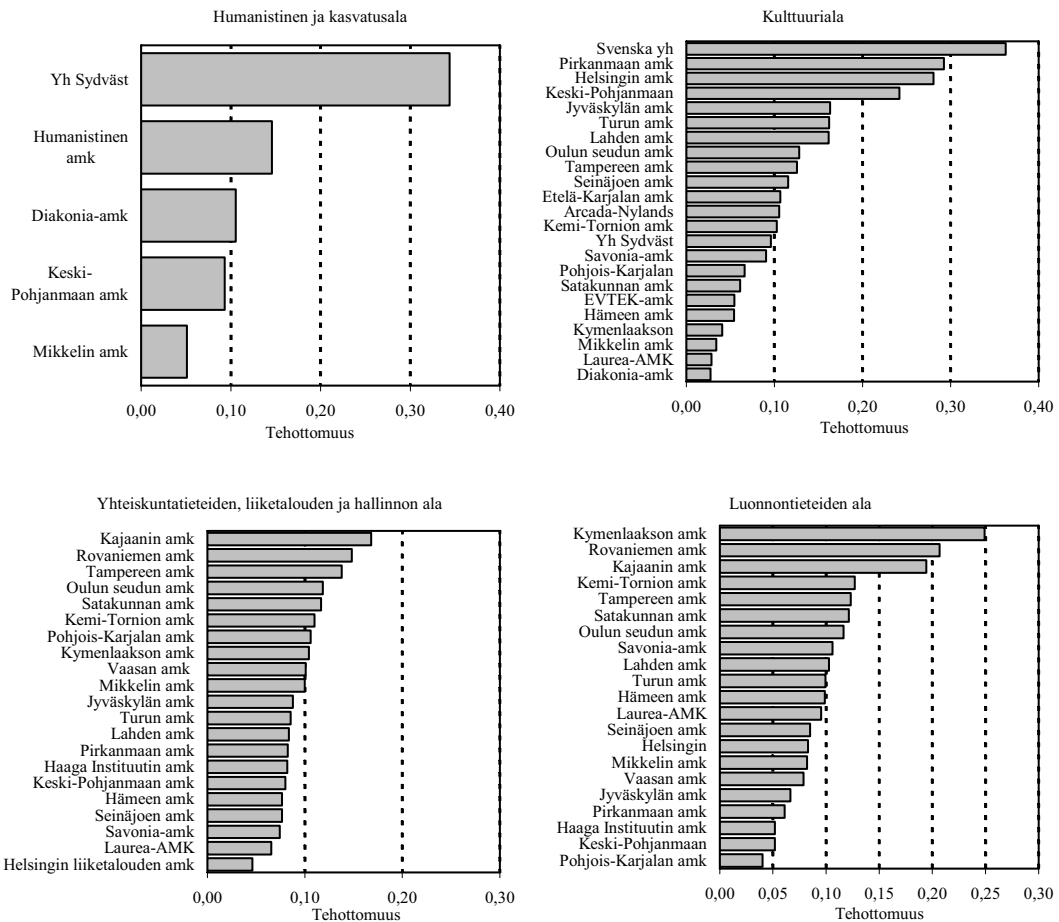 Humanistinen ja kasvatusala
Yh Sydväst
Humanistinen
amk
Diakonia-amk
Keski-
Pohjanmaan amk
Mikkelin amk
0,00 0,10 0,20 0,30 0,40
Tehottomuus
Kulttuuriala
Svenska yh
Pirkanmaan amk
Helsingin amk
Keski-Pohjanmaan
Jyväskylän amk
Turun amk
Lahden amk
Oulun seudun amk
Tampereen amk
Seinäjoen amk
Etelä-Karjalan amk
Arcada-Nylands
Kemi-Tornion amk
Yh Sydväst
Savonia-amk
Pohjois-Karjalan
Satakunnan amk
EVTEK-amk
Hämeen amk
Kymenlaakson
Mikkelin amk
Laurea-AMK
Diakonia-amk
0,00 0,10 0,20 0,30 0,40
Tehottomuus
Yhteiskuntatieteiden, liiketalouden ja hallinnon ala
Kajaanin amk
Rovaniemen amk
Tampereen amk
Oulun seudun amk
Satakunnan amk
Kemi-Tornion amk
Pohjois-Karjalan amk
Kymenlaakson amk
Vaasan amk
Mikkelin amk
Jyväskylän amk
Turun amk
Lahden amk
Pirkanmaan amk
Haaga Instituutin amk
Keski-Pohjanmaan amk
Hämeen amk
Seinäjoen amk
Savonia-amk
Laurea-AMK
Helsingin liiketalouden amk
0,00 0,10 0,20 0,30
Tehottomuus
Luonnontieteiden ala
Kymenlaakson amk
Rovaniemen amk
Kajaanin amk
Kemi-Tornion amk
Tampereen amk
Satakunnan amk
Oulun seudun amk
Savonia-amk
Lahden amk
Turun amk
Hämeen amk
Laurea-AMK
Seinäjoen amk
Helsingin
Mikkelin amk
Vaasan amk
Jyväskylän amk
Pirkanmaan amk
Haaga Instituutin amk
Keski-Pohjanmaan
Pohjois-Karjalan amk
0,00 0,05 0,10 0,15 0,20 0,25 0,30
Tehottomuus